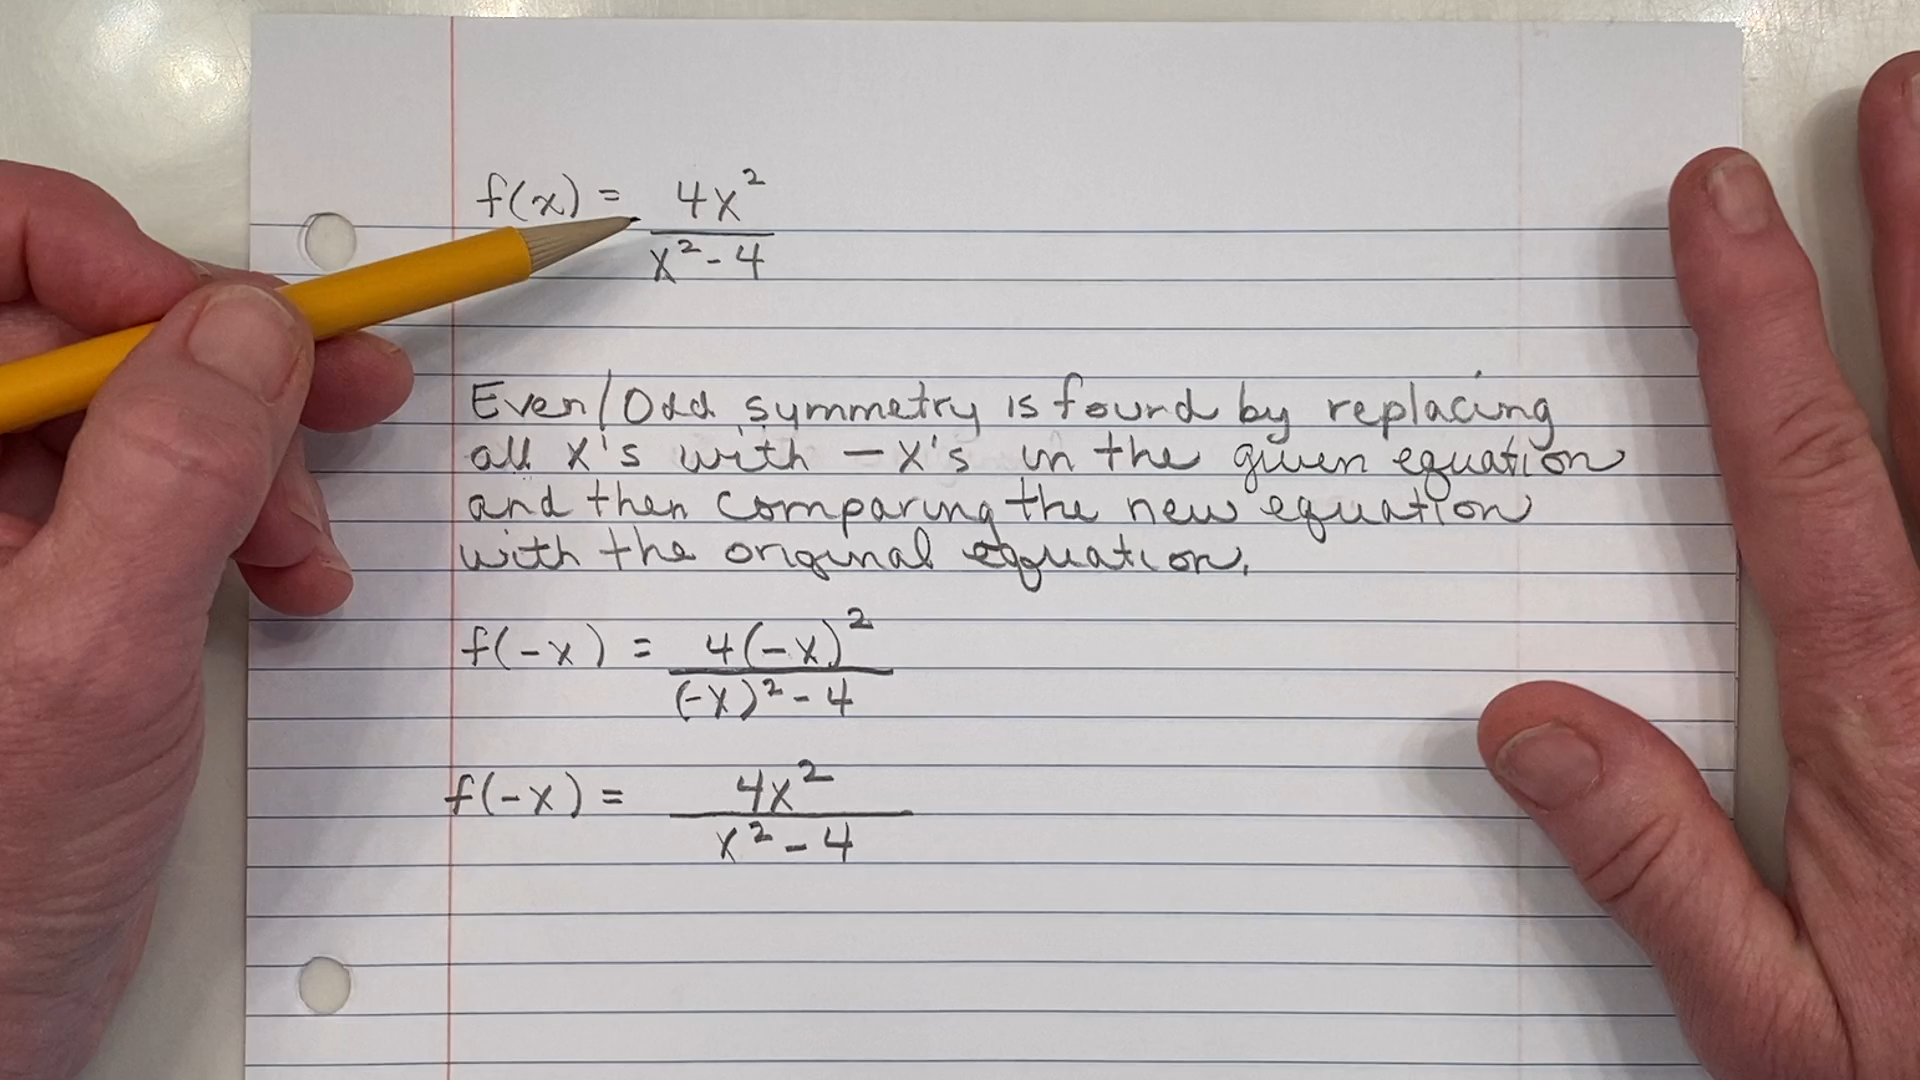 f(x) = 4x²
x² - 4
Even/Odd symmetry is found by replacing
all x's with -x's in the given equation
and then comparing the new equation
with the original equation.
f(-x) = 4(-x)²
(-x)² - 4
f(-x) = 4x²
x² - 4